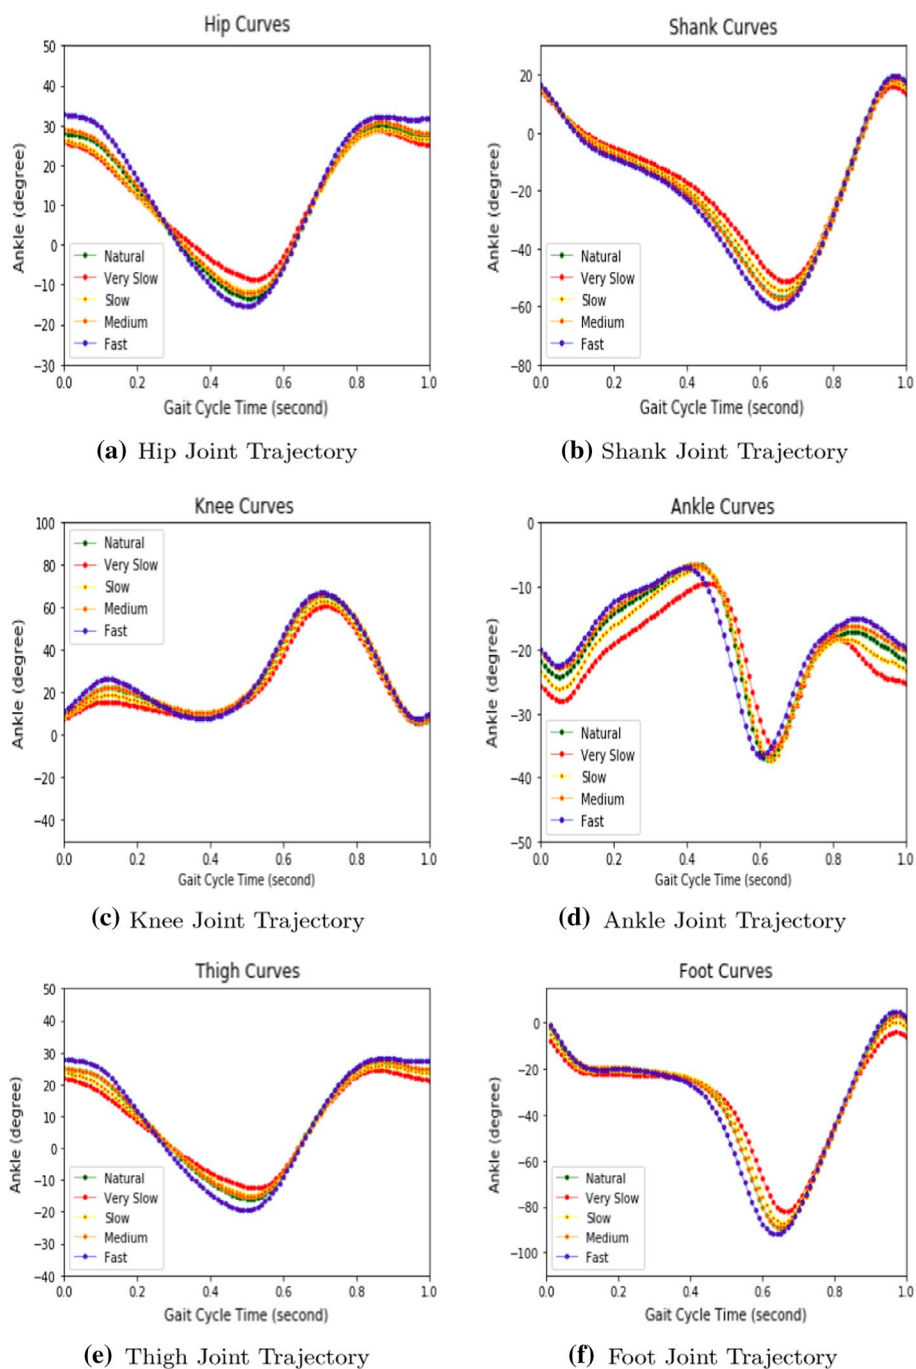 Hip Curves
Ankle (degree)
50
40
30
20
10
0
−10
−20
−30
Natural
Very Slow
Slow
Medium
Fast
0.0 0.2 0.4 0.6 0.8 1.0
Gait Cycle Time (second)
(a) Hip Joint Trajectory
Shank Curves
Ankle (degree)
20
0
−20
−40
−60
−80
Natural
Very Slow
Slow
Medium
Fast
0.0 0.2 0.4 0.6 0.8 1.0
Gait Cycle Time (second)
(b) Shank Joint Trajectory
Knee Curves
Ankle (degree)
100
80
60
40
20
0
−20
−40
Natural
Very Slow
Slow
Medium
Fast
0.0 0.2 0.4 0.6 0.8 1.0
Gait Cycle Time (second)
(c) Knee Joint Trajectory
Ankle Curves
Ankle (degree)
0
−10
−20
−30
−40
−50
Natural
Very Slow
Slow
Medium
Fast
0.0 0.2 0.4 0.6 0.8 1.0
Gait Cycle Time (second)
(d) Ankle Joint Trajectory
Thigh Curves
Ankle (degree)
50
40
30
20
10
0
−10
−20
−30
−40
Natural
Very Slow
Slow
Medium
Fast
0.0 0.2 0.4 0.6 0.8 1.0
Gait Cycle Time (second)
(e) Thigh Joint Trajectory
Foot Curves
Ankle (degree)
0
−20
−40
−60
−80
−100
Natural
Very Slow
Slow
Medium
Fast
0.0 0.2 0.4 0.6 0.8 1.0
Gait Cycle Time (second)
(f) Foot Joint Trajectory